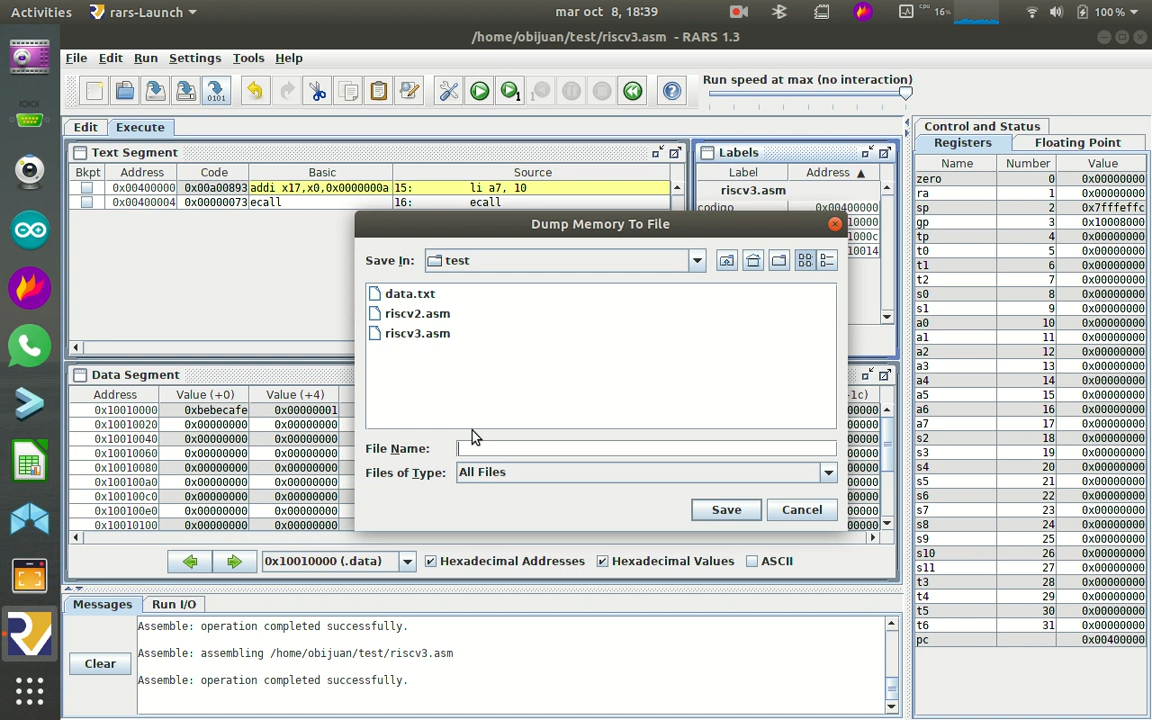 Activities rars-Launch mar oct 8, 18:39 cpu 16% 100%
/home/obijuan/test/riscv3.asm - RARS 1.3
File Edit Run Settings Tools Help
Run speed at max (no interaction)
Edit Execute
Text Segment
Bkpt Address Code Basic Source
0x00400000 0x00a00893 addi x17,x0,0x0000000a 15: li a7, 10
0x00400004 0x00000073 ecall 16: ecall
Labels
Label Address ▲
riscv3.asm
codigo 0x00400000
10000
1000c
10014
Dump Memory To File
Save In: test
data.txt
riscv2.asm
riscv3.asm
File Name:
Files of Type: All Files
Save Cancel
Data Segment
Address Value (+0) Value (+4)
0x10010000 0xbebecafe 0x00000001
0x10010020 0x00000000 0x00000000
0x10010040 0x00000000 0x00000000
0x10010060 0x00000000 0x00000000
0x10010080 0x00000000 0x00000000
0x100100a0 0x00000000 0x00000000
0x100100c0 0x00000000 0x00000000
0x100100e0 0x00000000 0x00000000
0x10010100 0x00000000 0x00000000
0x10010000 (.data) Hexadecimal Addresses Hexadecimal Values ASCII
Messages Run I/O
Assemble: operation completed successfully.
Assemble: assembling /home/obijuan/test/riscv3.asm
Assemble: operation completed successfully.
Clear
Control and Status
Registers Floating Point
Name Number Value
zero 0 0x00000000
ra 1 0x00000000
sp 2 0x7fffeffc
gp 3 0x10008000
tp 4 0x00000000
t0 5 0x00000000
t1 6 0x00000000
t2 7 0x00000000
s0 8 0x00000000
s1 9 0x00000000
a0 10 0x00000000
a1 11 0x00000000
a2 12 0x00000000
a3 13 0x00000000
a4 14 0x00000000
a5 15 0x00000000
a6 16 0x00000000
a7 17 0x00000000
s2 18 0x00000000
s3 19 0x00000000
s4 20 0x00000000
s5 21 0x00000000
s6 22 0x00000000
s7 23 0x00000000
s8 24 0x00000000
s9 25 0x00000000
s10 26 0x00000000
s11 27 0x00000000
t3 28 0x00000000
t4 29 0x00000000
t5 30 0x00000000
t6 31 0x00000000
pc 0x00400000